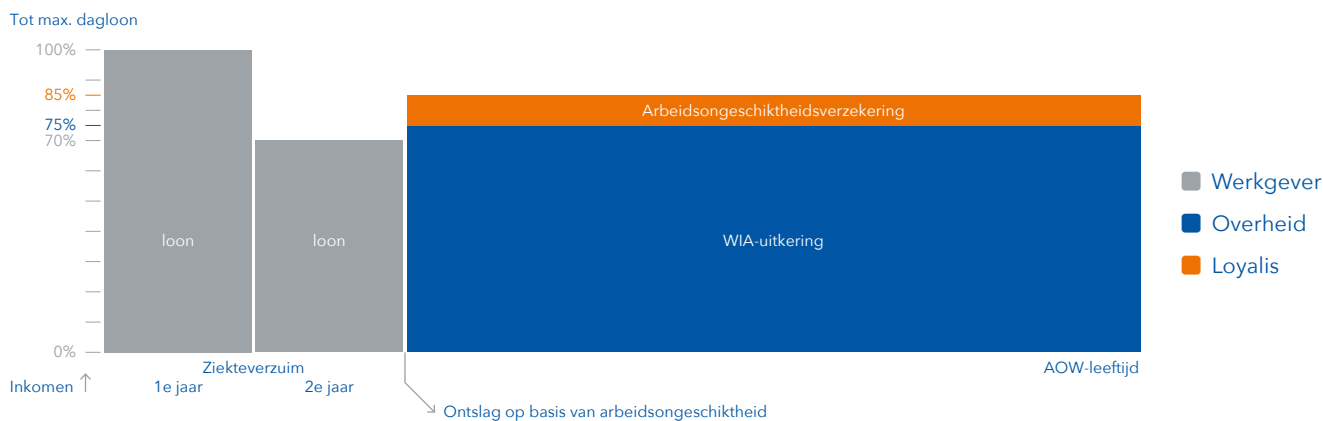 Tot max. dagloon
100%
85%
75%
70%
0%
loon
loon
Arbeidsongeschiktheidsverzekering
WIA-uitkering
Werkgever
Overheid
Loyalis
Ziekteverzuim
AOW-leeftijd
Inkomen
1e jaar
2e jaar
Ontslag op basis van arbeidsongeschiktheid